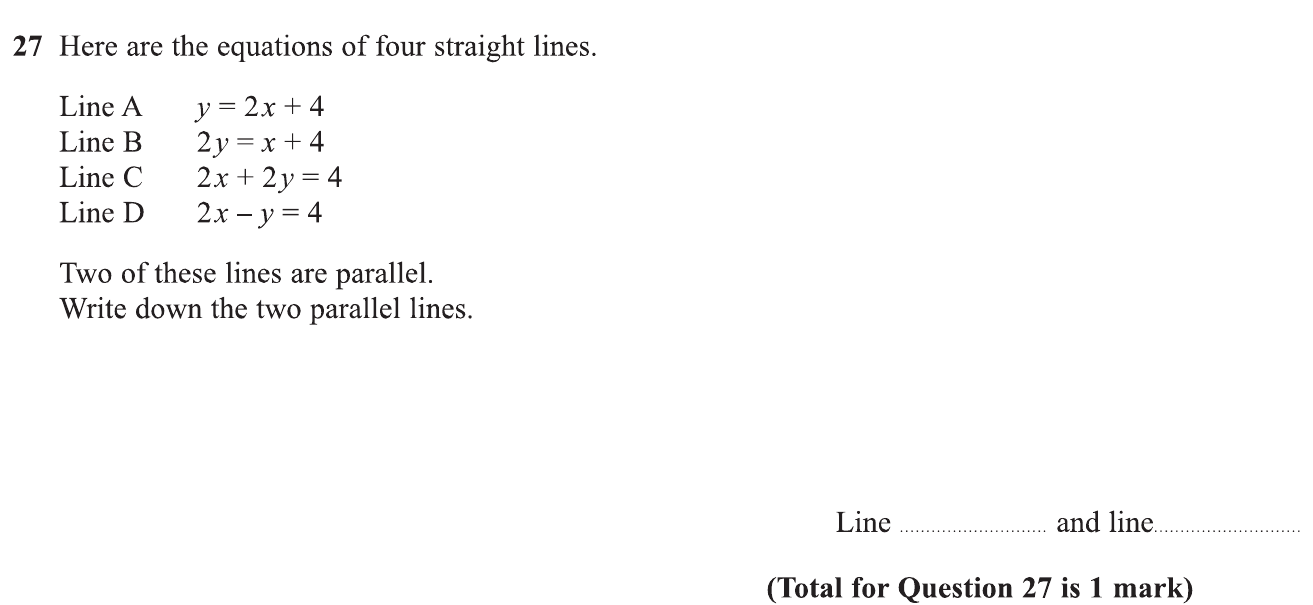 27 Here are the equations of four straight lines.
Line A y = 2x + 4
Line B 2y = x + 4
Line C 2x + 2y = 4
Line D 2x – y = 4
Two of these lines are parallel.
Write down the two parallel lines.
Line ............................ and line............................
(Total for Question 27 is 1 mark)